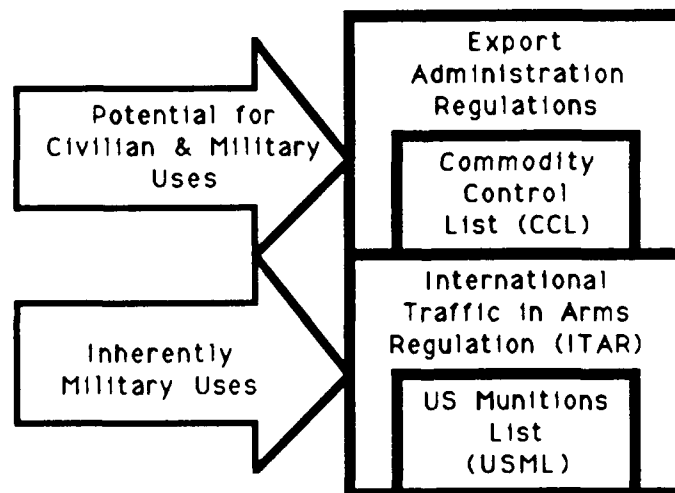 Potential for
Civilian & Military
Uses
Export
Administration
Regulations
Commodity
Control
List (CCL)
Inherently
Military Uses
International
Traffic in Arms
Regulation (ITAR)
US Munitions
List
(USML)